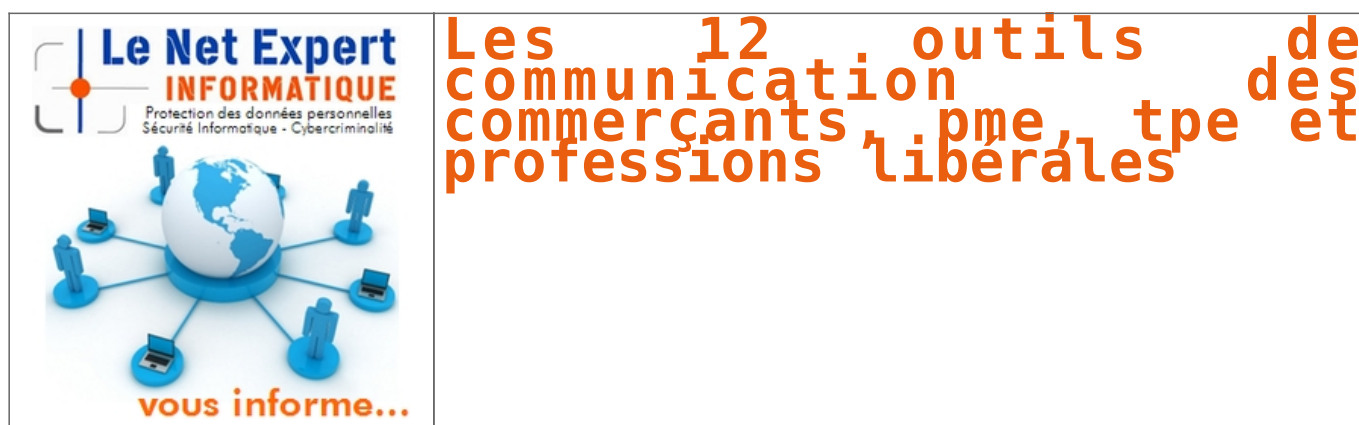 Le Net Expert
INFORMATIQUE
Protection des données personnelles
Sécurité Informatique - Cybercriminalité
vous informe...
Les 12 outils de
communication des
commerçants, pme, tpe et
professions libérales